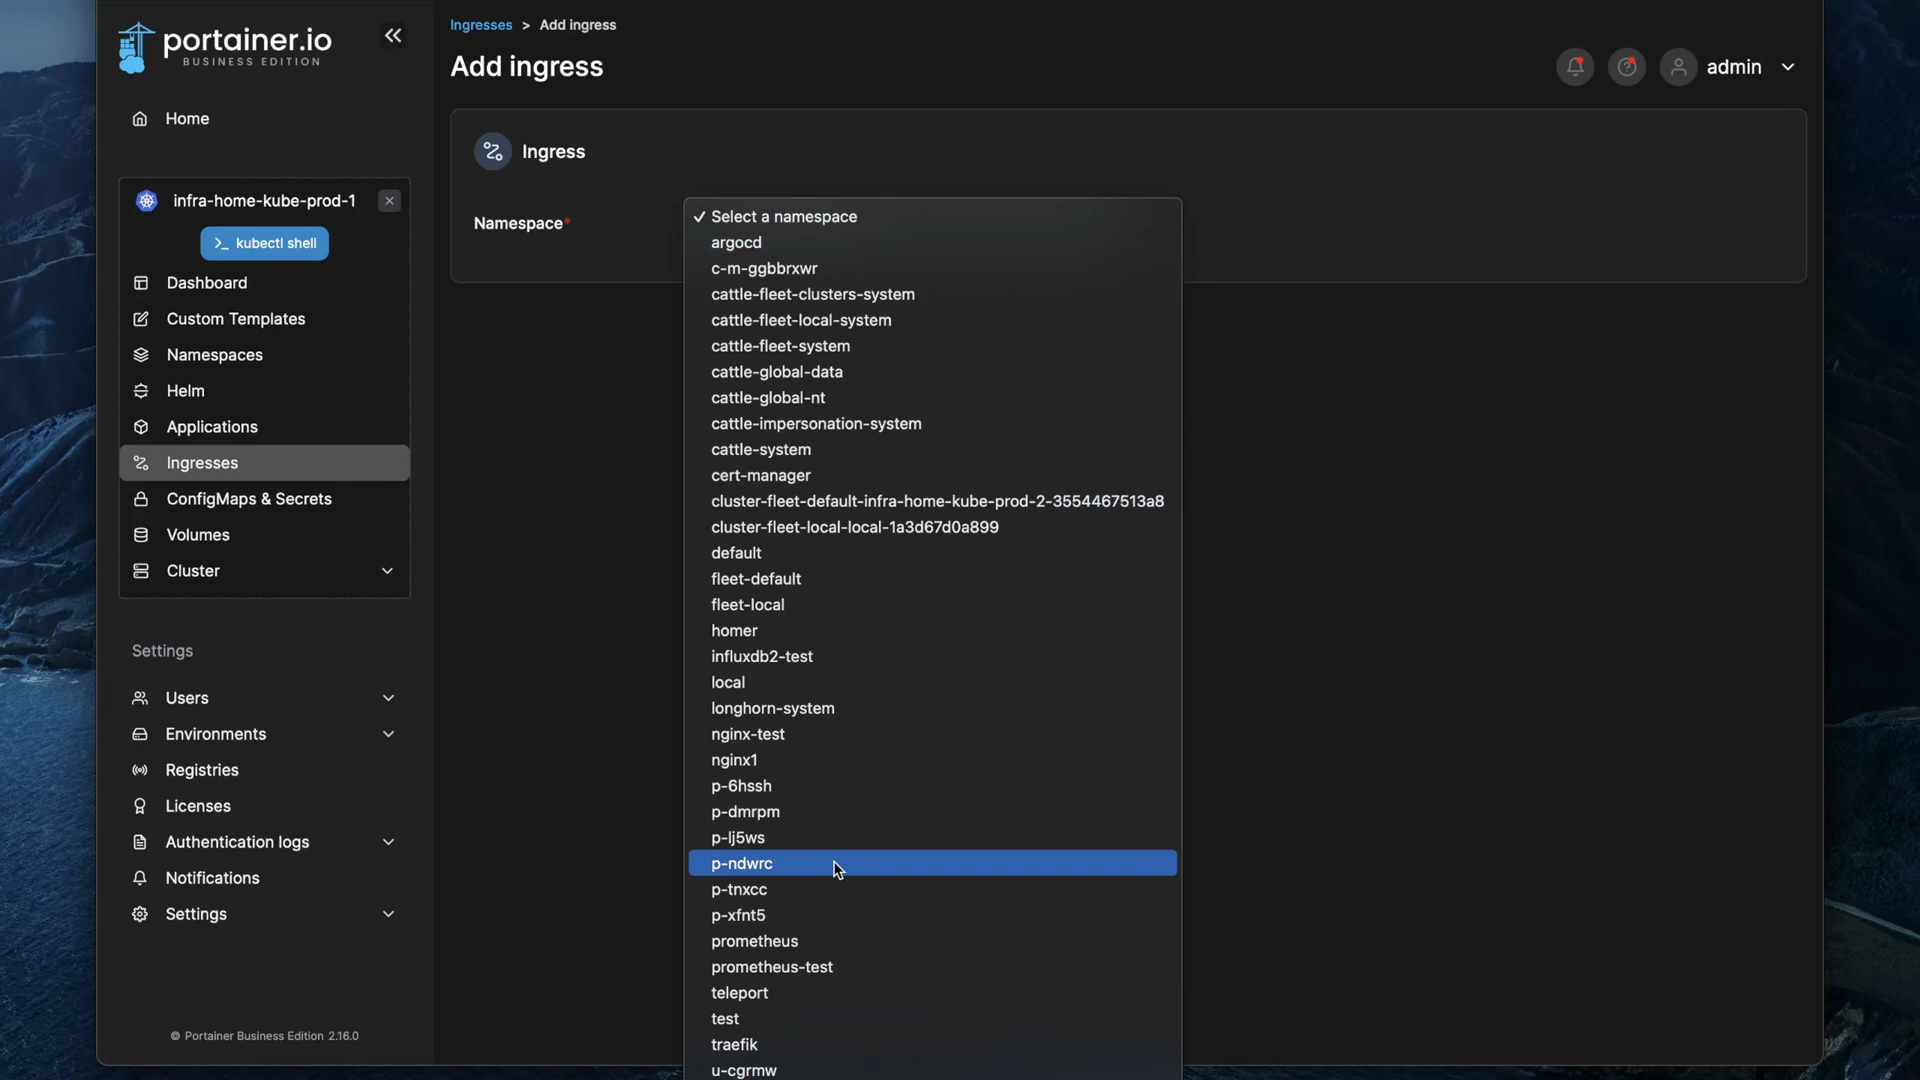 portainer.io
BUSINESS EDITION
Home
infra-home-kube-prod-1
>_ kubectl shell
Dashboard
Custom Templates
Namespaces
Helm
Applications
Ingresses
ConfigMaps & Secrets
Volumes
Cluster
Settings
Users
Environments
Registries
Licenses
Authentication logs
Notifications
Settings
© Portainer Business Edition 2.16.0
Ingresses > Add ingress
Add ingress
admin
Ingress
Namespace*
✓ Select a namespace
argocd
c-m-ggbbrxwr
cattle-fleet-clusters-system
cattle-fleet-local-system
cattle-fleet-system
cattle-global-data
cattle-global-nt
cattle-impersonation-system
cattle-system
cert-manager
cluster-fleet-default-infra-home-kube-prod-2-3554467513a8
cluster-fleet-local-local-1a3d67d0a899
default
fleet-default
fleet-local
homer
influxdb2-test
local
longhorn-system
nginx-test
nginx1
p-6hssh
p-dmrpm
p-lj5ws
p-ndwrc
p-tnxcc
p-xfnt5
prometheus
prometheus-test
teleport
test
traefik
u-cgrmw